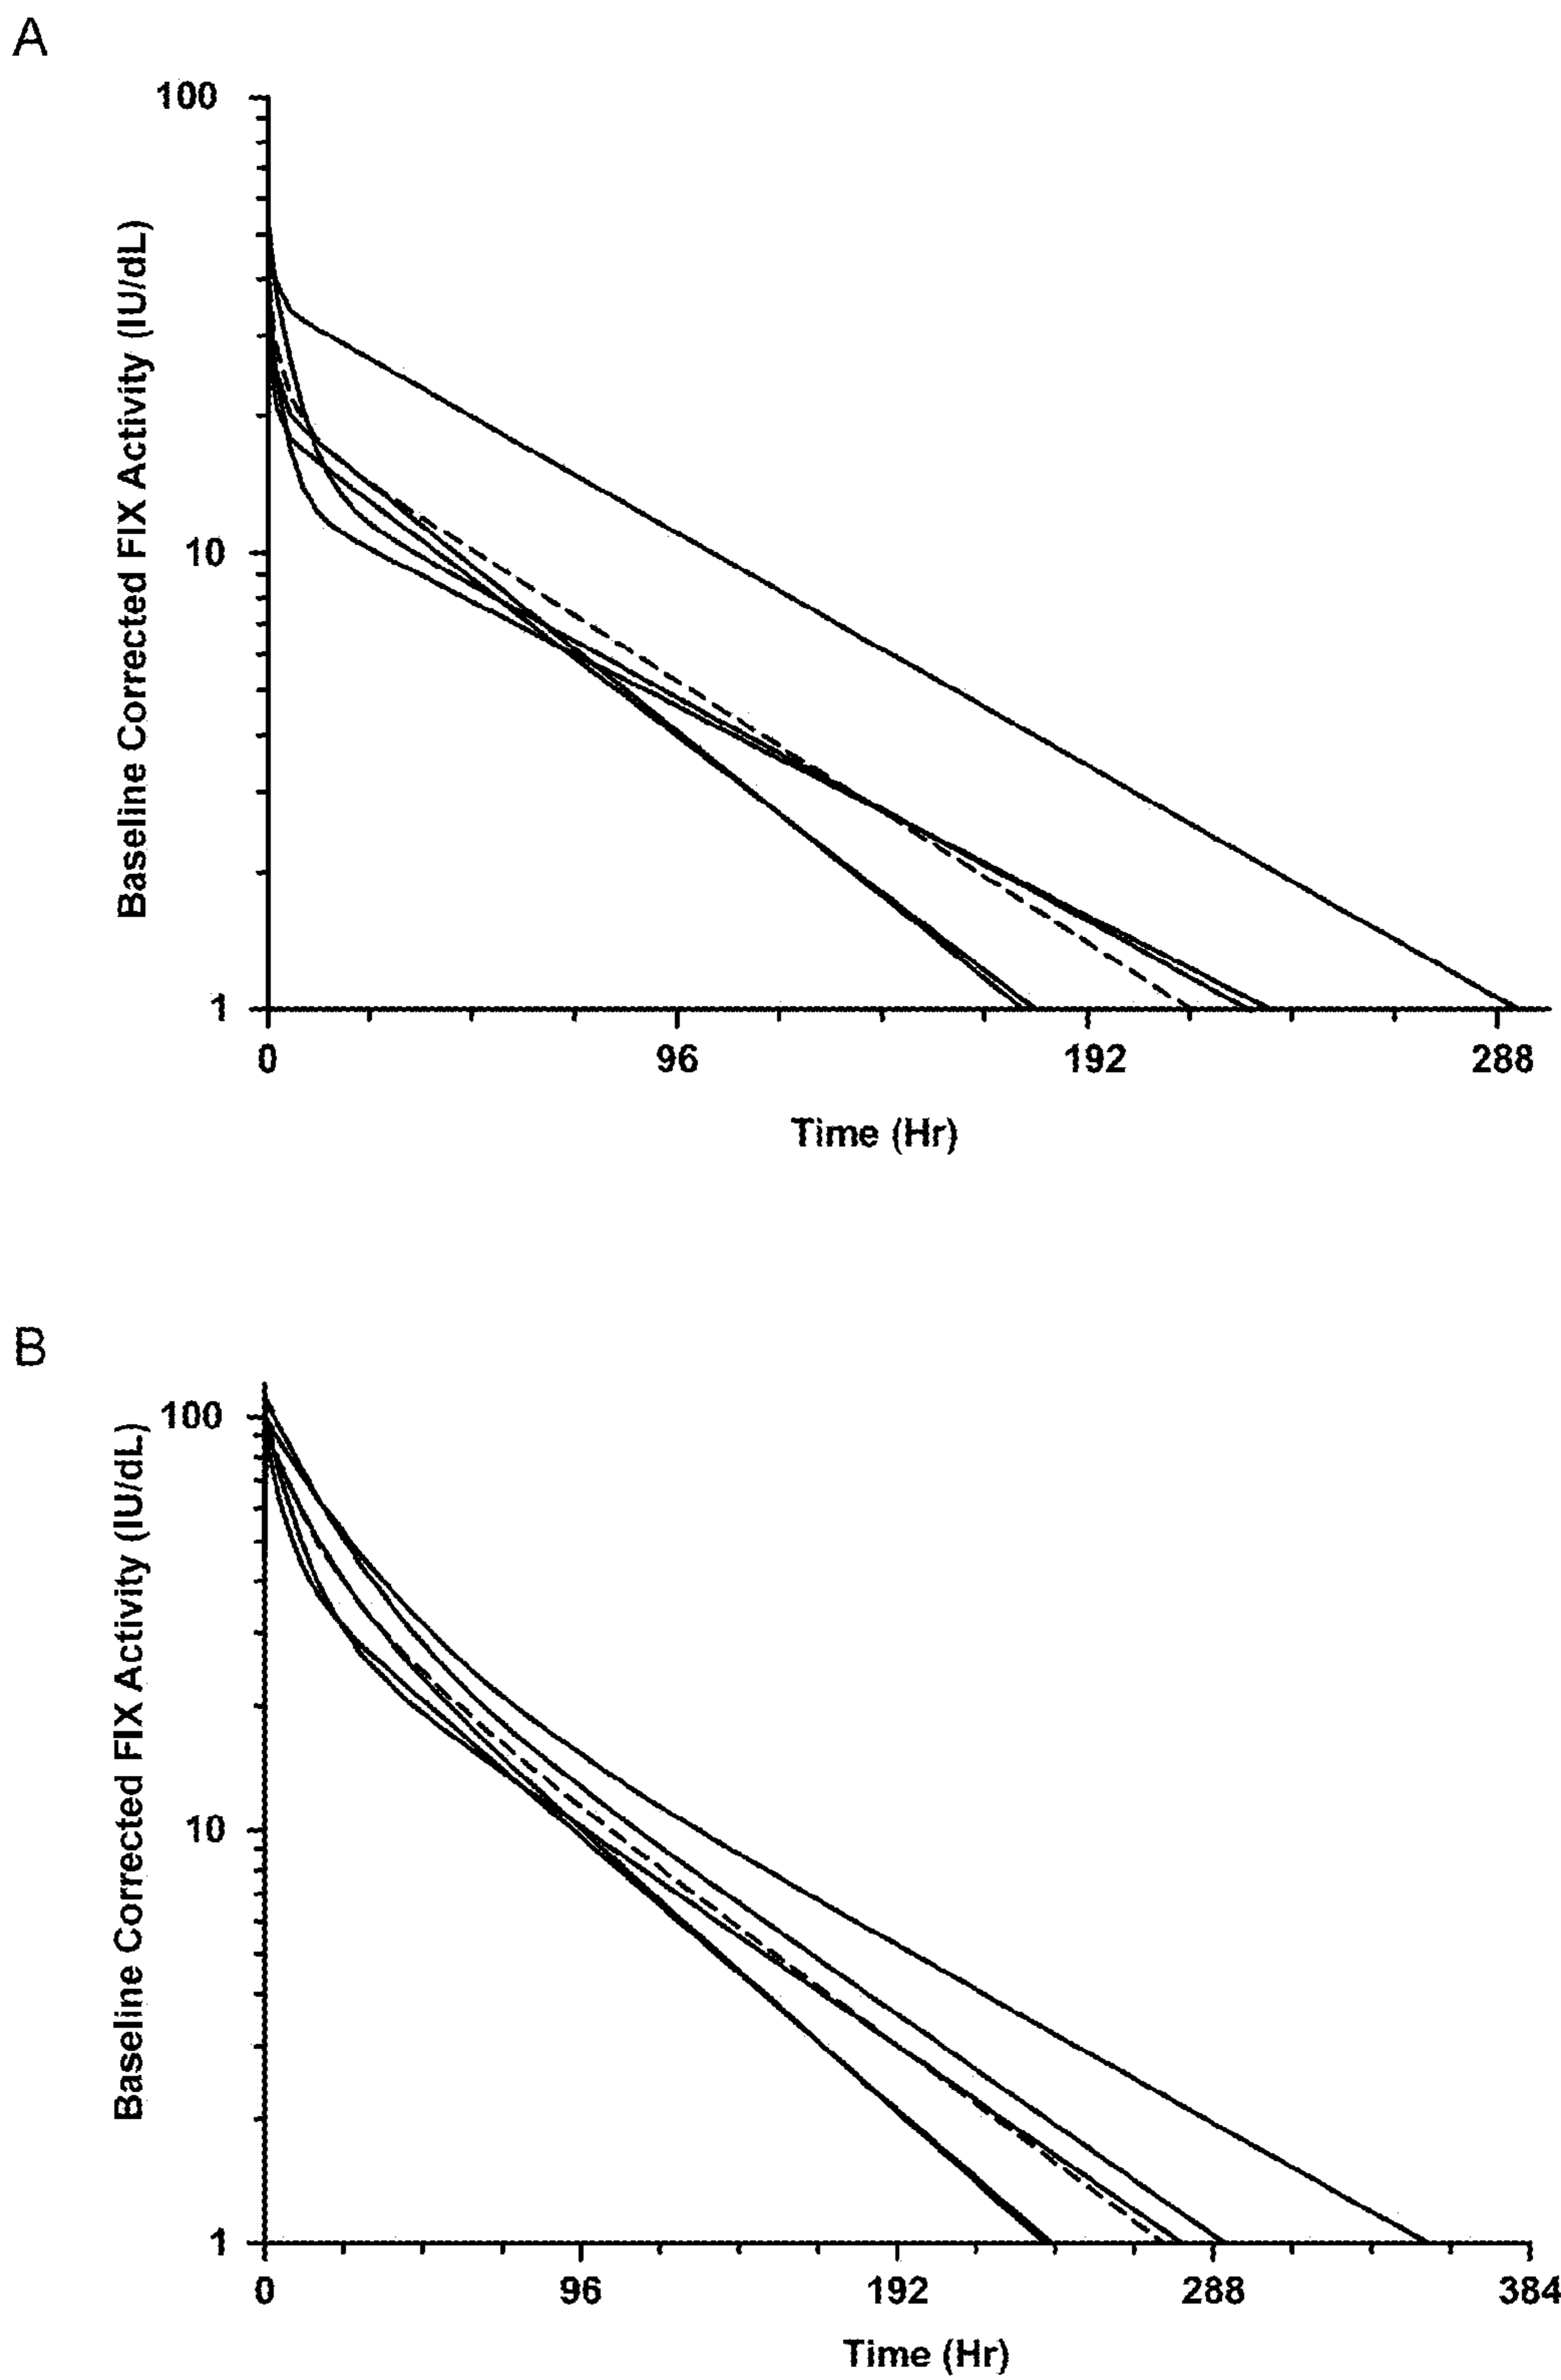 A
100
10
1
Baseline Corrected FIX Activity (IU/dL)
0 96 192 288
Time (Hr)
B
100
10
1
Baseline Corrected FIX Activity (IU/dL)
0 96 192 288 384
Time (Hr)